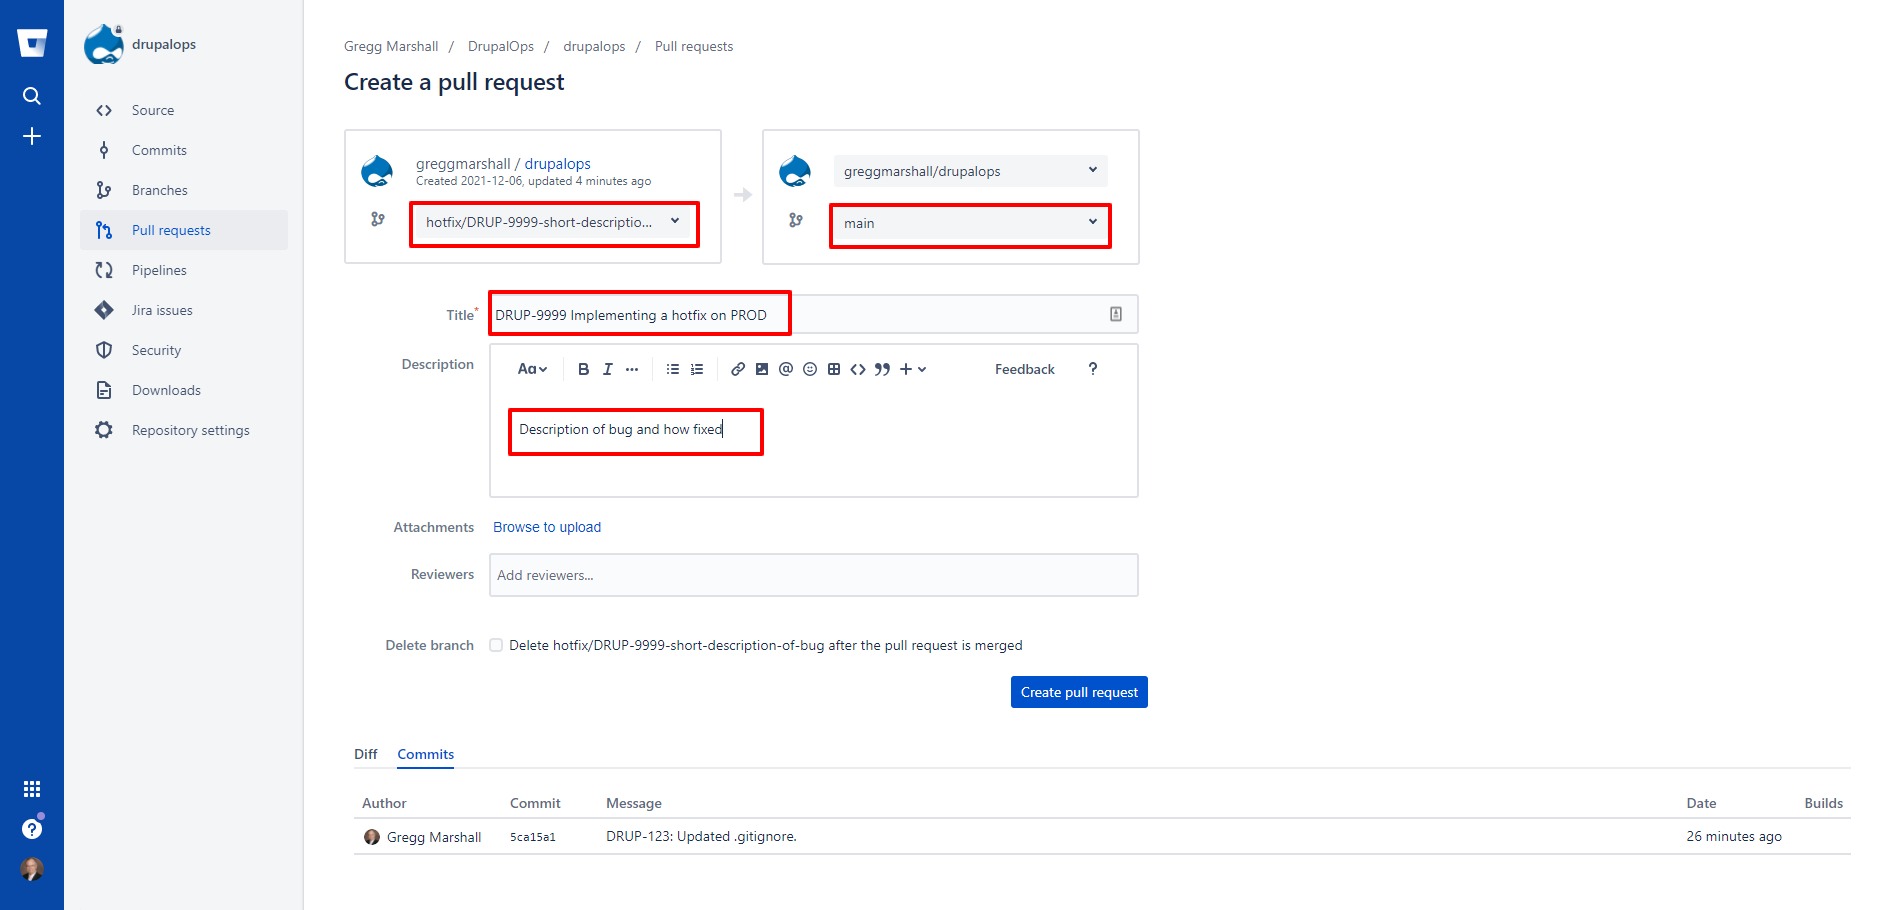 drupalops
Source
Commits
Branches
Pull requests
Pipelines
Jira issues
Security
Downloads
Repository settings
Gregg Marshall / DrupalOps / drupalops / Pull requests
Create a pull request
greggmarshall / drupalops
Created 2021-12-06, updated 4 minutes ago
hotfix/DRUP-9999-short-descriptio...
greggmarshall/drupalops
main
Title* DRUP-9999 Implementing a hotfix on PROD
Description
Aa B I ... @ <> + Feedback ?
Description of bug and how fixed
Attachments Browse to upload
Reviewers Add reviewers...
Delete branch Delete hotfix/DRUP-9999-short-description-of-bug after the pull request is merged
Create pull request
Diff Commits
Author Commit Message Date Builds
Gregg Marshall 5ca15a1 DRUP-123: Updated .gitignore. 26 minutes ago